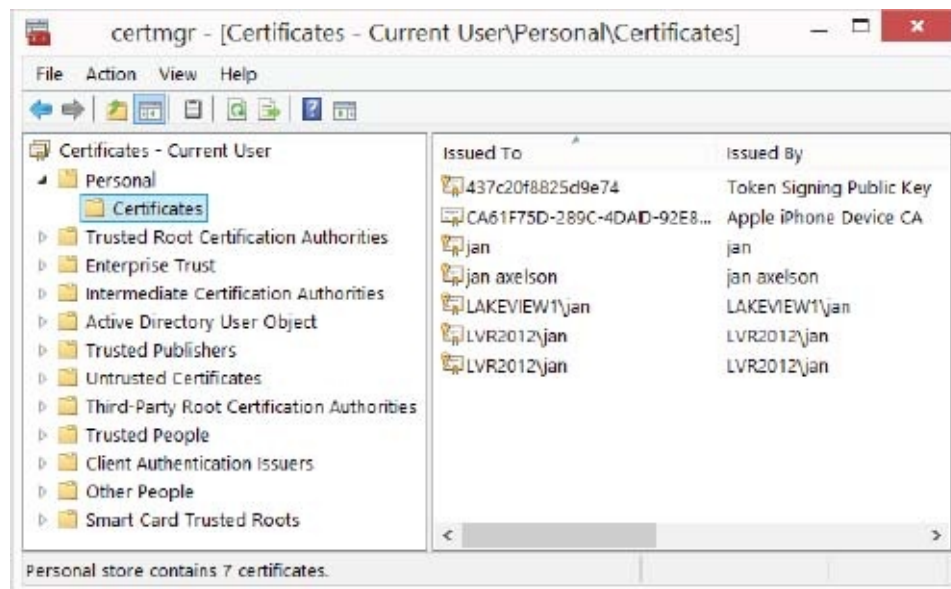 certmgr - [Certificates - Current User\Personal\Certificates]
File Action View Help
Certificates - Current User
Personal
Certificates
Trusted Root Certification Authorities
Enterprise Trust
Intermediate Certification Authorities
Active Directory User Object
Trusted Publishers
Untrusted Certificates
Third-Party Root Certification Authorities
Trusted People
Client Authentication Issuers
Other People
Smart Card Trusted Roots
Issued To Issued By
437c20f8825d9e74 Token Signing Public Key
CA61F75D-289C-4DAD-92E8... Apple iPhone Device CA
jan jan
jan axelson jan axelson
LAKEVIEW1\jan LAKEVIEW1\jan
LVR2012\jan LVR2012\jan
LVR2012\jan LVR2012\jan
Personal store contains 7 certificates.